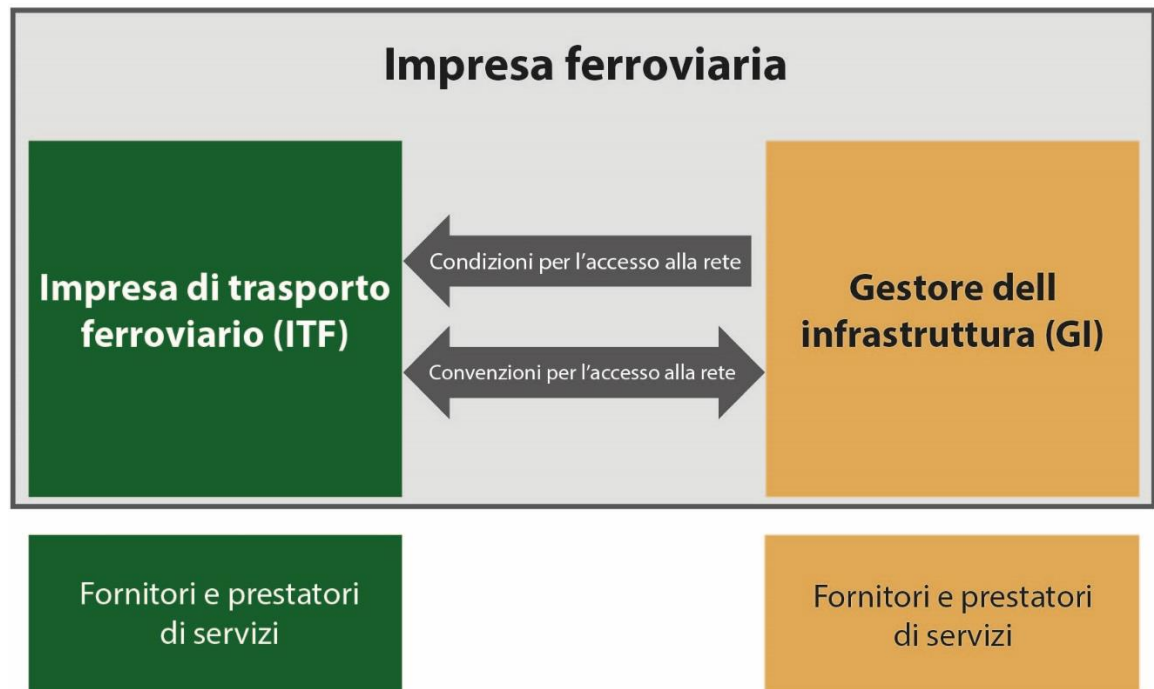 Impresa ferroviaria
Impresa di trasporto
ferroviario (ITF)
Condizioni per l'accesso alla rete
Convenzioni per l'accesso alla rete
Gestore dell
infrastruttura (GI)
Fornitori e prestatori
di servizi
Fornitori e prestatori
di servizi